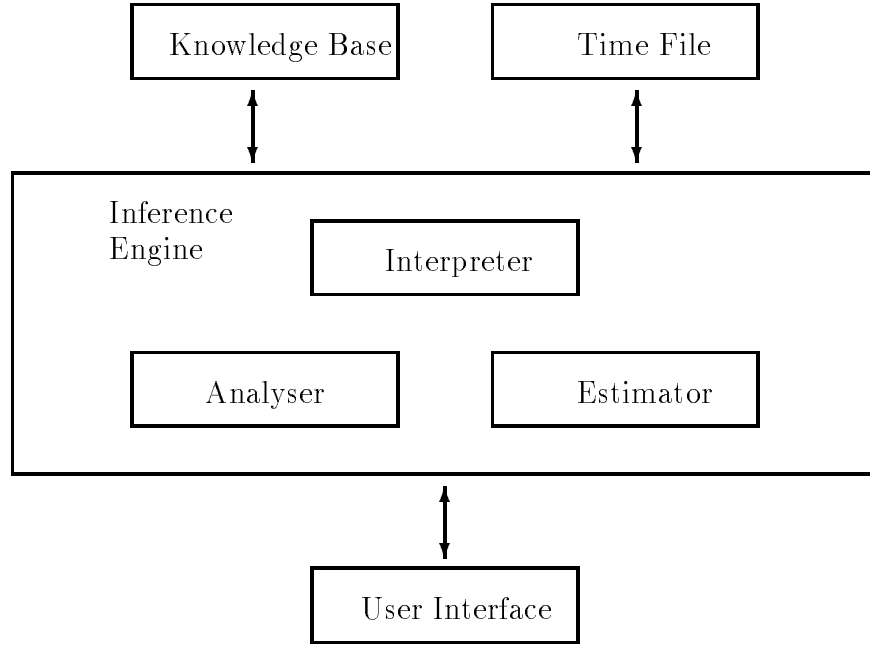 Knowledge Base
Time File
Inference
Engine
Interpreter
Analyser
Estimator
User Interface